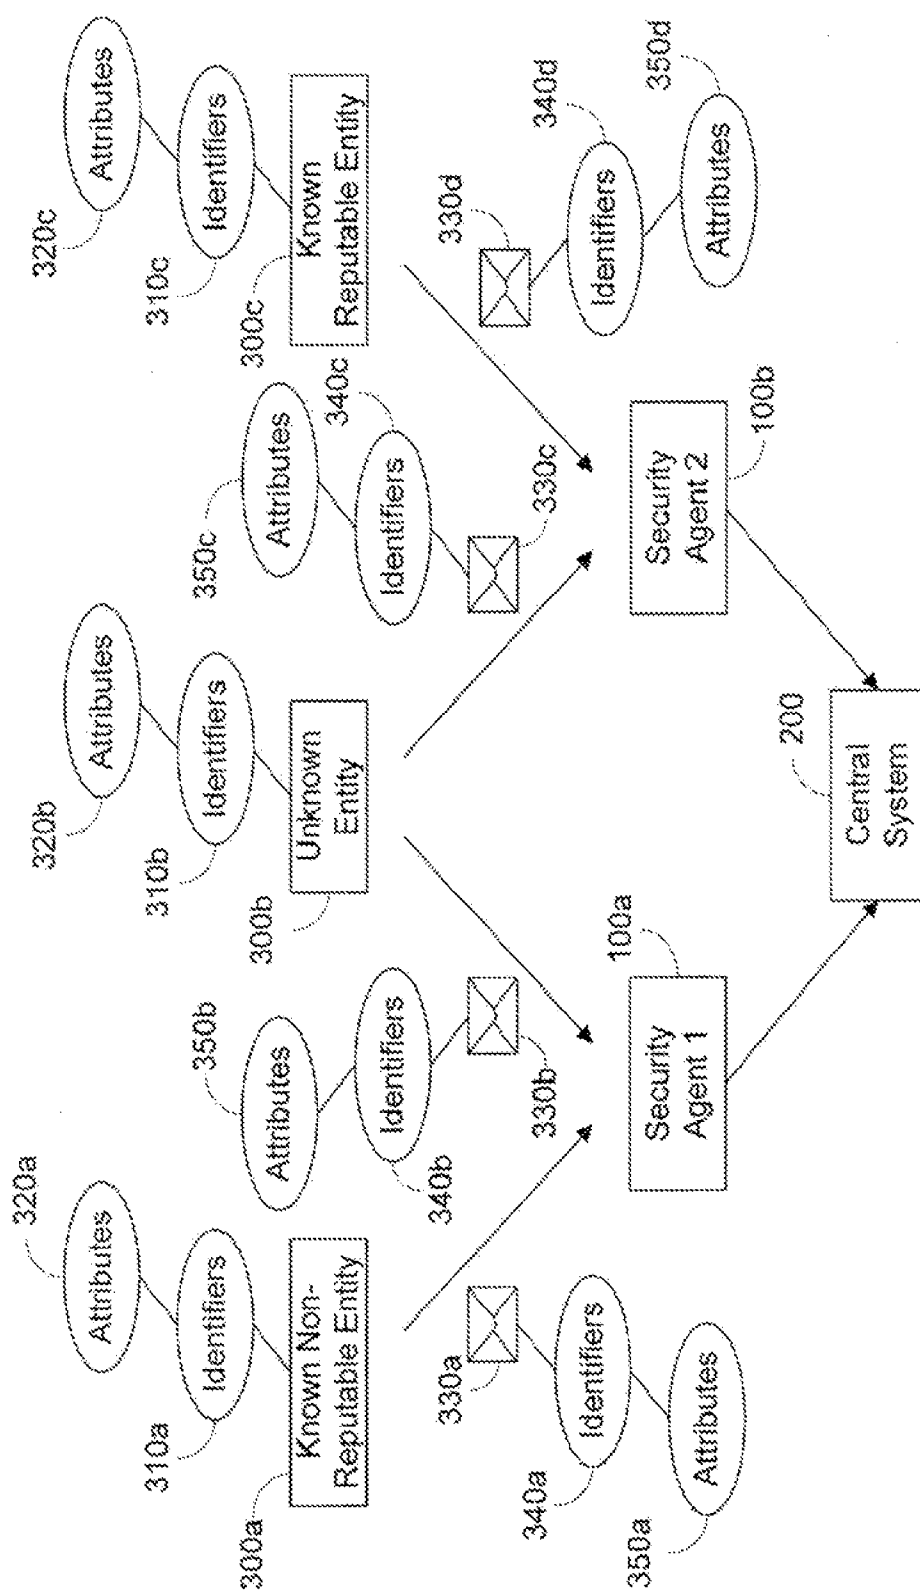 320a
Attributes
310a
Identifiers
300a
Known Non-
Reputable Entity
350b
Attributes
340b
Identifiers
330b
320b
Attributes
310b
Identifiers
300b
Unknown
Entity
350c
Attributes
340c
Identifiers
330c
320c
Attributes
310c
Identifiers
300c
Known
Reputable Entity
330a
340a
Identifiers
350a
Attributes
330d
340d
Identifiers
350d
Attributes
100a
Security
Agent 1
100b
Security
Agent 2
200
Central
System